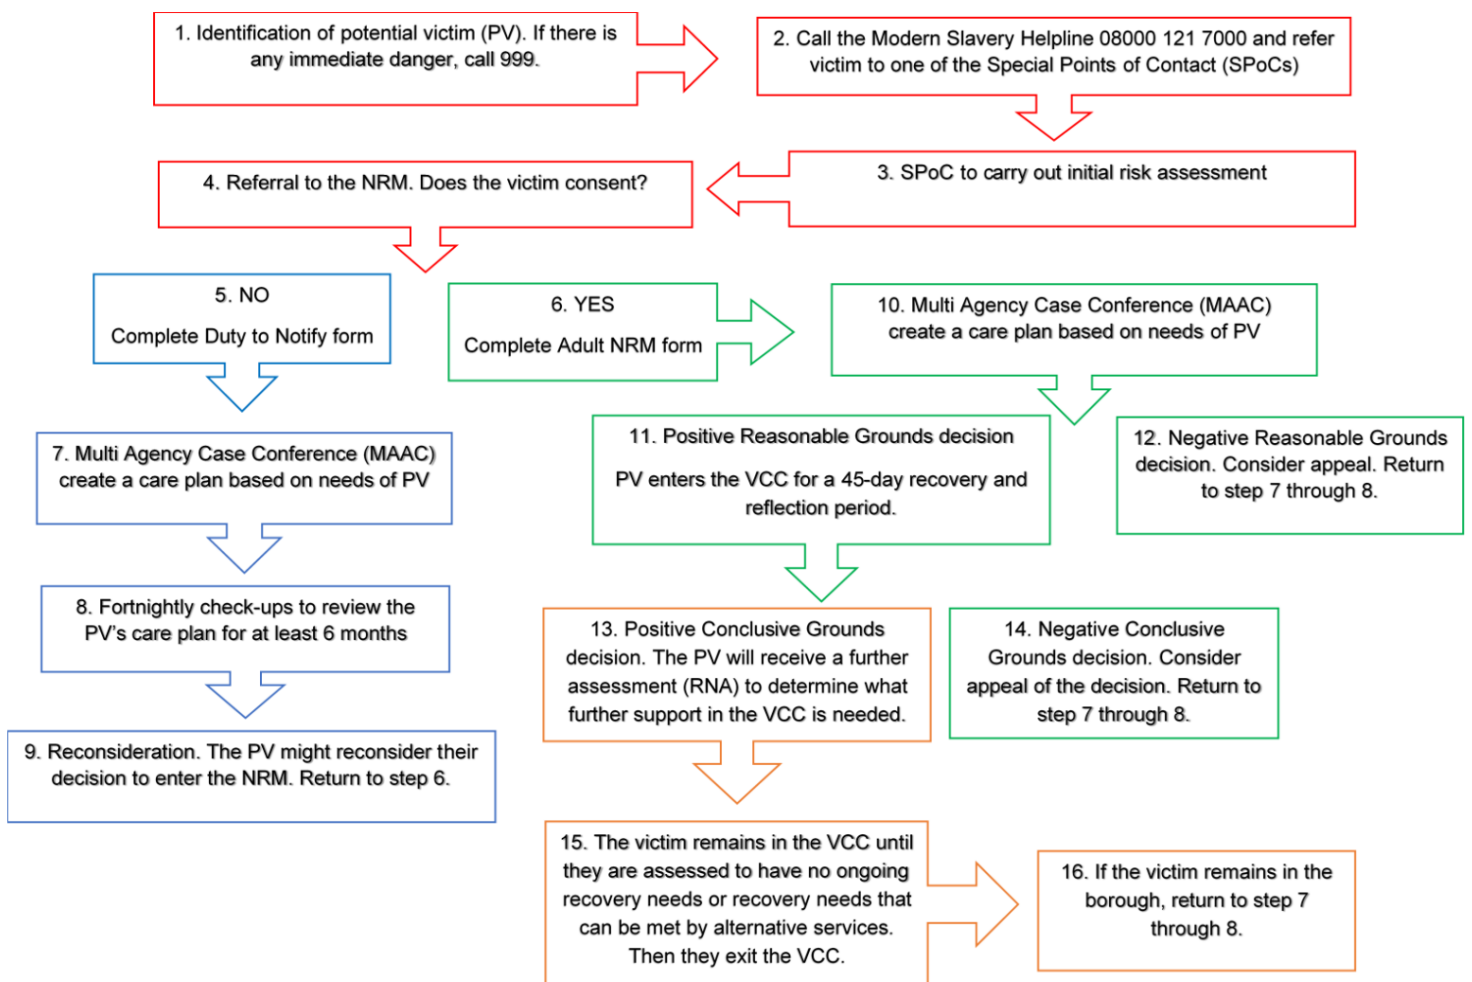 1. Identification of potential victim (PV). If there is
any immediate danger, call 999.
2. Call the Modern Slavery Helpline 08000 121 7000 and refer
victim to one of the Special Points of Contact (SPoCs)
3. SPoC to carry out initial risk assessment
4. Referral to the NRM. Does the victim consent?
5. NO
Complete Duty to Notify form
6. YES
Complete Adult NRM form
7. Multi Agency Case Conference (MAAC)
create a care plan based on needs of PV
8. Fortnightly check-ups to review the
PV's care plan for at least 6 months
9. Reconsideration. The PV might reconsider their
decision to enter the NRM. Return to step 6.
10. Multi Agency Case Conference (MAAC)
create a care plan based on needs of PV
11. Positive Reasonable Grounds decision
PV enters the VCC for a 45-day recovery and
reflection period.
12. Negative Reasonable Grounds
decision. Consider appeal. Return
to step 7 through 8.
13. Positive Conclusive Grounds
decision. The PV will receive a further
assessment (RNA) to determine what
further support in the VCC is needed.
14. Negative Conclusive
Grounds decision. Consider
appeal of the decision. Return to
step 7 through 8.
15. The victim remains in the VCC until
they are assessed to have no ongoing
recovery needs or recovery needs that
can be met by alternative services.
Then they exit the VCC.
16. If the victim remains in the
borough, return to step 7
through 8.